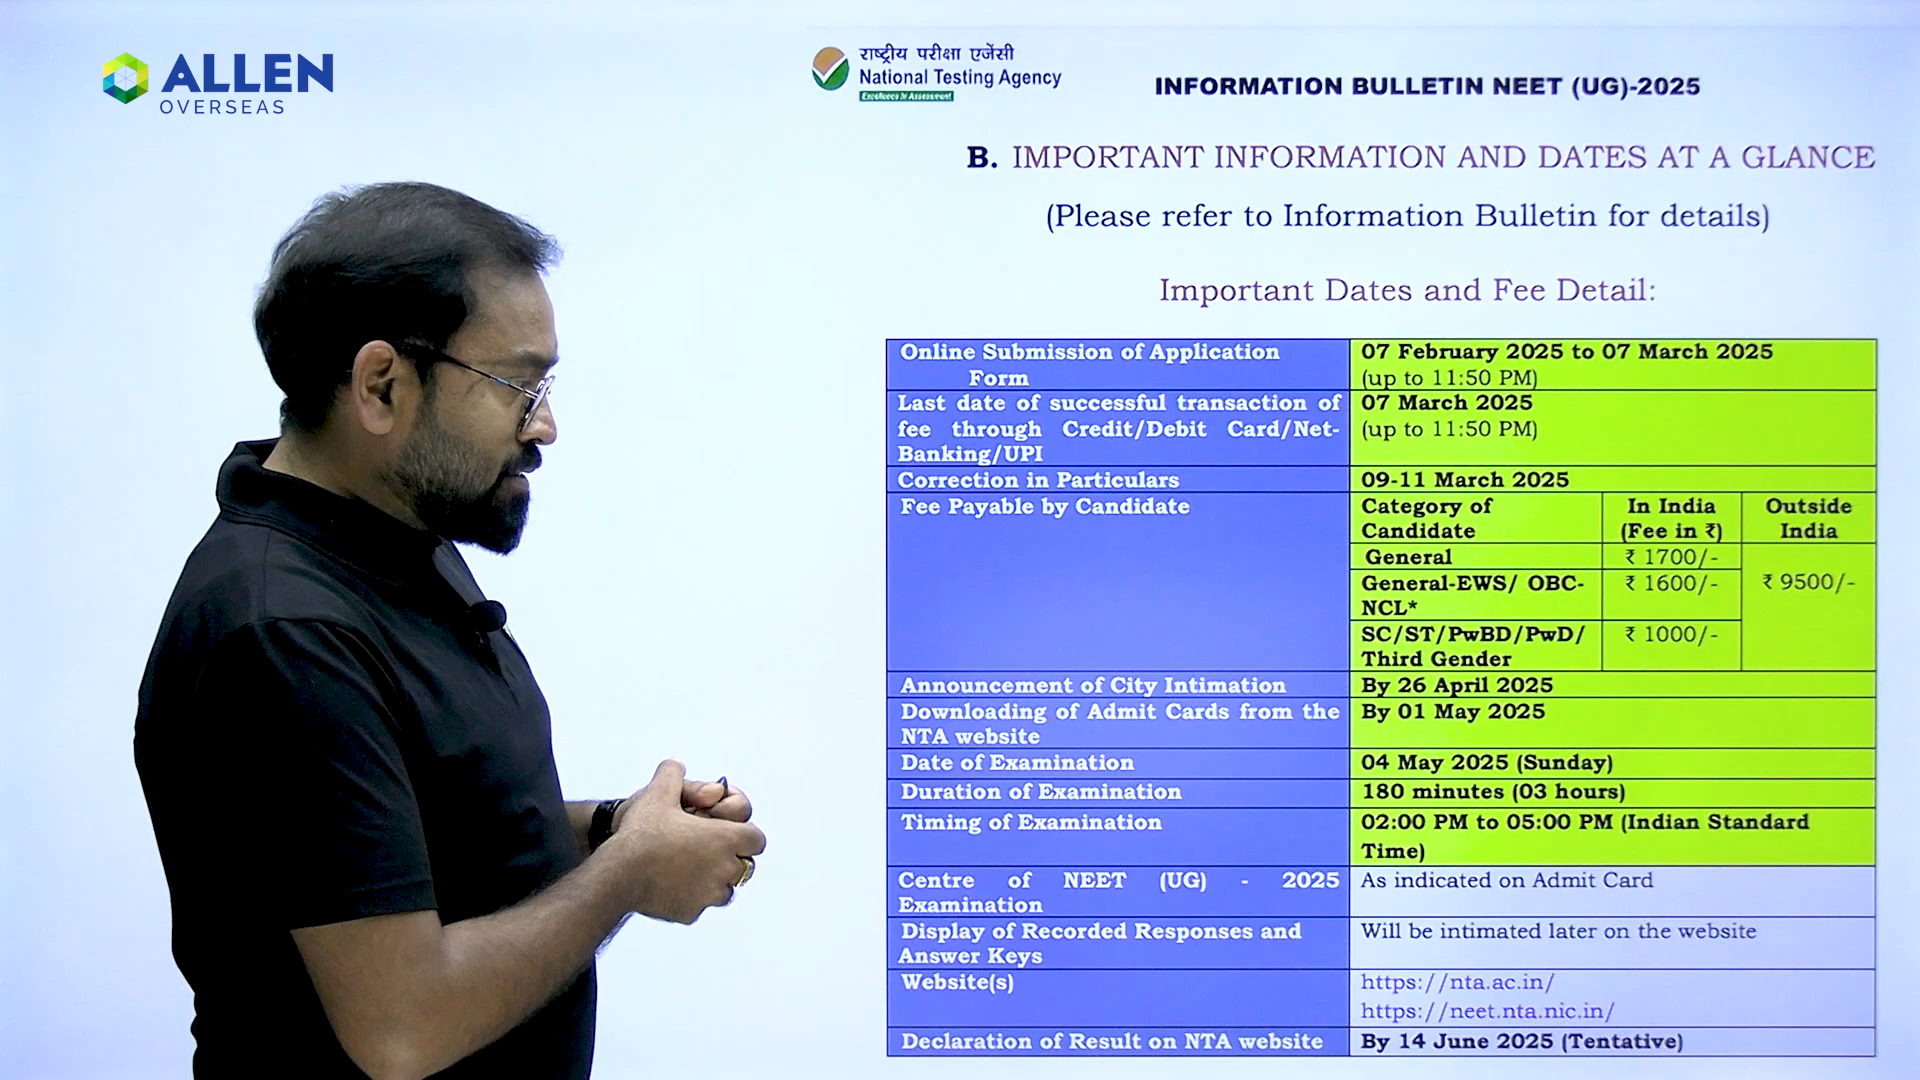 ALLEN
OVERSEAS
राष्ट्रीय परीक्षा एजेंसी
National Testing Agency
Excellence in Assessment
INFORMATION BULLETIN NEET (UG)-2025
B. IMPORTANT INFORMATION AND DATES AT A GLANCE
(Please refer to Information Bulletin for details)
Important Dates and Fee Detail:
Online Submission of Application
Form
07 February 2025 to 07 March 2025
(up to 11:50 PM)
Last date of successful transaction of
fee through Credit/Debit Card/Net-
Banking/UPI
07 March 2025
(up to 11:50 PM)
Correction in Particulars
09-11 March 2025
Fee Payable by Candidate
Category of
Candidate
In India
(Fee in ₹)
Outside
India
General
₹ 1700/-
General-EWS/ OBC-
NCL*
₹ 1600/-
₹ 9500/-
SC/ST/PwBD/PwD/
Third Gender
₹ 1000/-
Announcement of City Intimation
By 26 April 2025
Downloading of Admit Cards from the
NTA website
By 01 May 2025
Date of Examination
04 May 2025 (Sunday)
Duration of Examination
180 minutes (03 hours)
Timing of Examination
02:00 PM to 05:00 PM (Indian Standard
Time)
Centre of NEET (UG) - 2025
Examination
As indicated on Admit Card
Display of Recorded Responses and
Answer Keys
Will be intimated later on the website
Website(s)
https://nta.ac.in/
https://neet.nta.nic.in/
Declaration of Result on NTA website
By 14 June 2025 (Tentative)